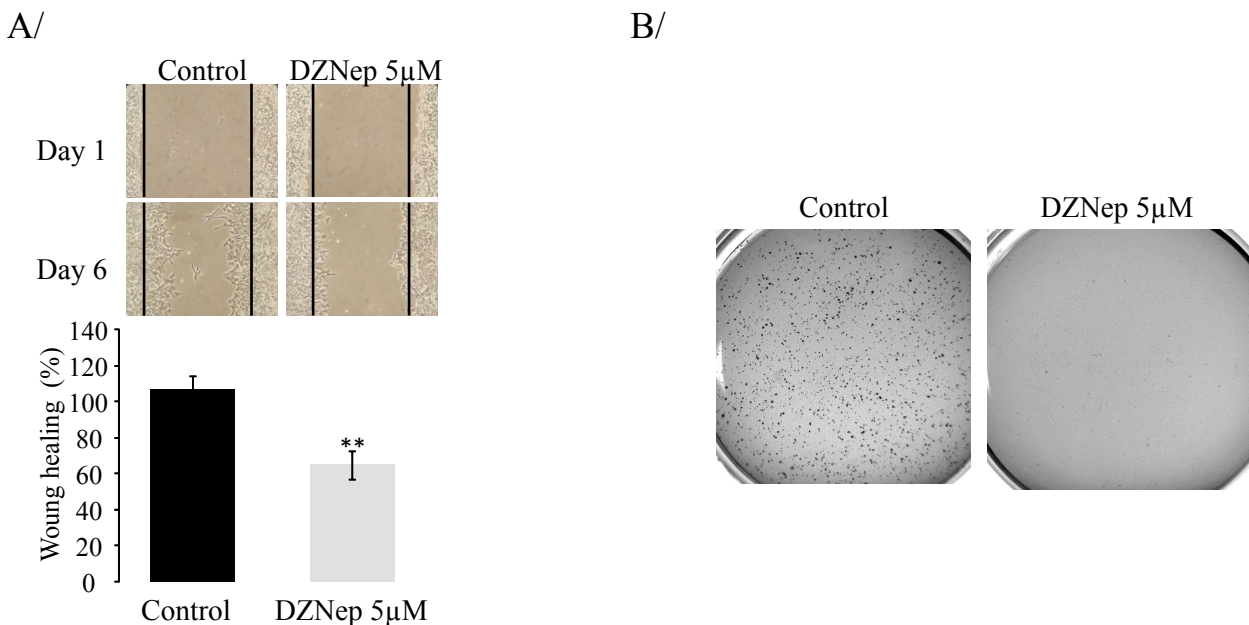 A/
B/
Control DZNep 5µM
Day 1
Day 6
Control DZNep 5µM
140
120
100
80
60
40
20
0
Woung healing (%)
**
Control DZNep 5µM